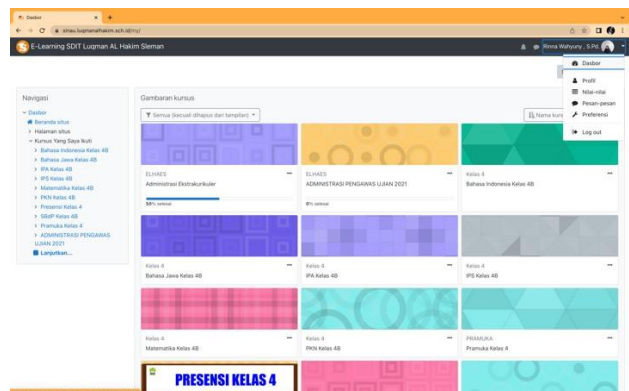 Dasbor
sinau.luqmanalhakim.sch.id/my/
E-Learning SDIT Luqman AL Hakim Sleman
Rinna Wahyuny , S.Pd.
Dasbor
Profil
Nilai-nilai
Pesan-pesan
Preferensi
Log out
Navigasi
Dasbor
Beranda situs
Halaman situs
Kursus Yang Saya Ikuti
Bahasa Indonesia Kelas 4B
Bahasa Jawa Kelas 4B
IPA Kelas 4B
IPS Kelas 4B
Matematika Kelas 4B
PKN Kelas 4B
Presensi Kelas 4
SBdP Kelas 4B
Pramuka Kelas 4
ADMINISTRASI PENGAWAS
UJIAN 2021
Lanjutkan...
Gambaran kursus
Semua (kecuali dihapus dari tampilan)
Nama
ELHAES
Administrasi Ekstrakurikuler
50% selesai
ELHAES
ADMINISTRASI PENGAWAS UJIAN 2021
0% selesai
Kelas 4
Bahasa Indonesia Kelas 4B
Kelas 4
Bahasa Jawa Kelas 4B
Kelas 4
IPA Kelas 4B
Kelas 4
IPS Kelas 4B
Kelas 4
Matematika Kelas 4B
Kelas 4
PKN Kelas 4B
PRAMUKA
Pramuka Kelas 4
PRESENSI KELAS 4